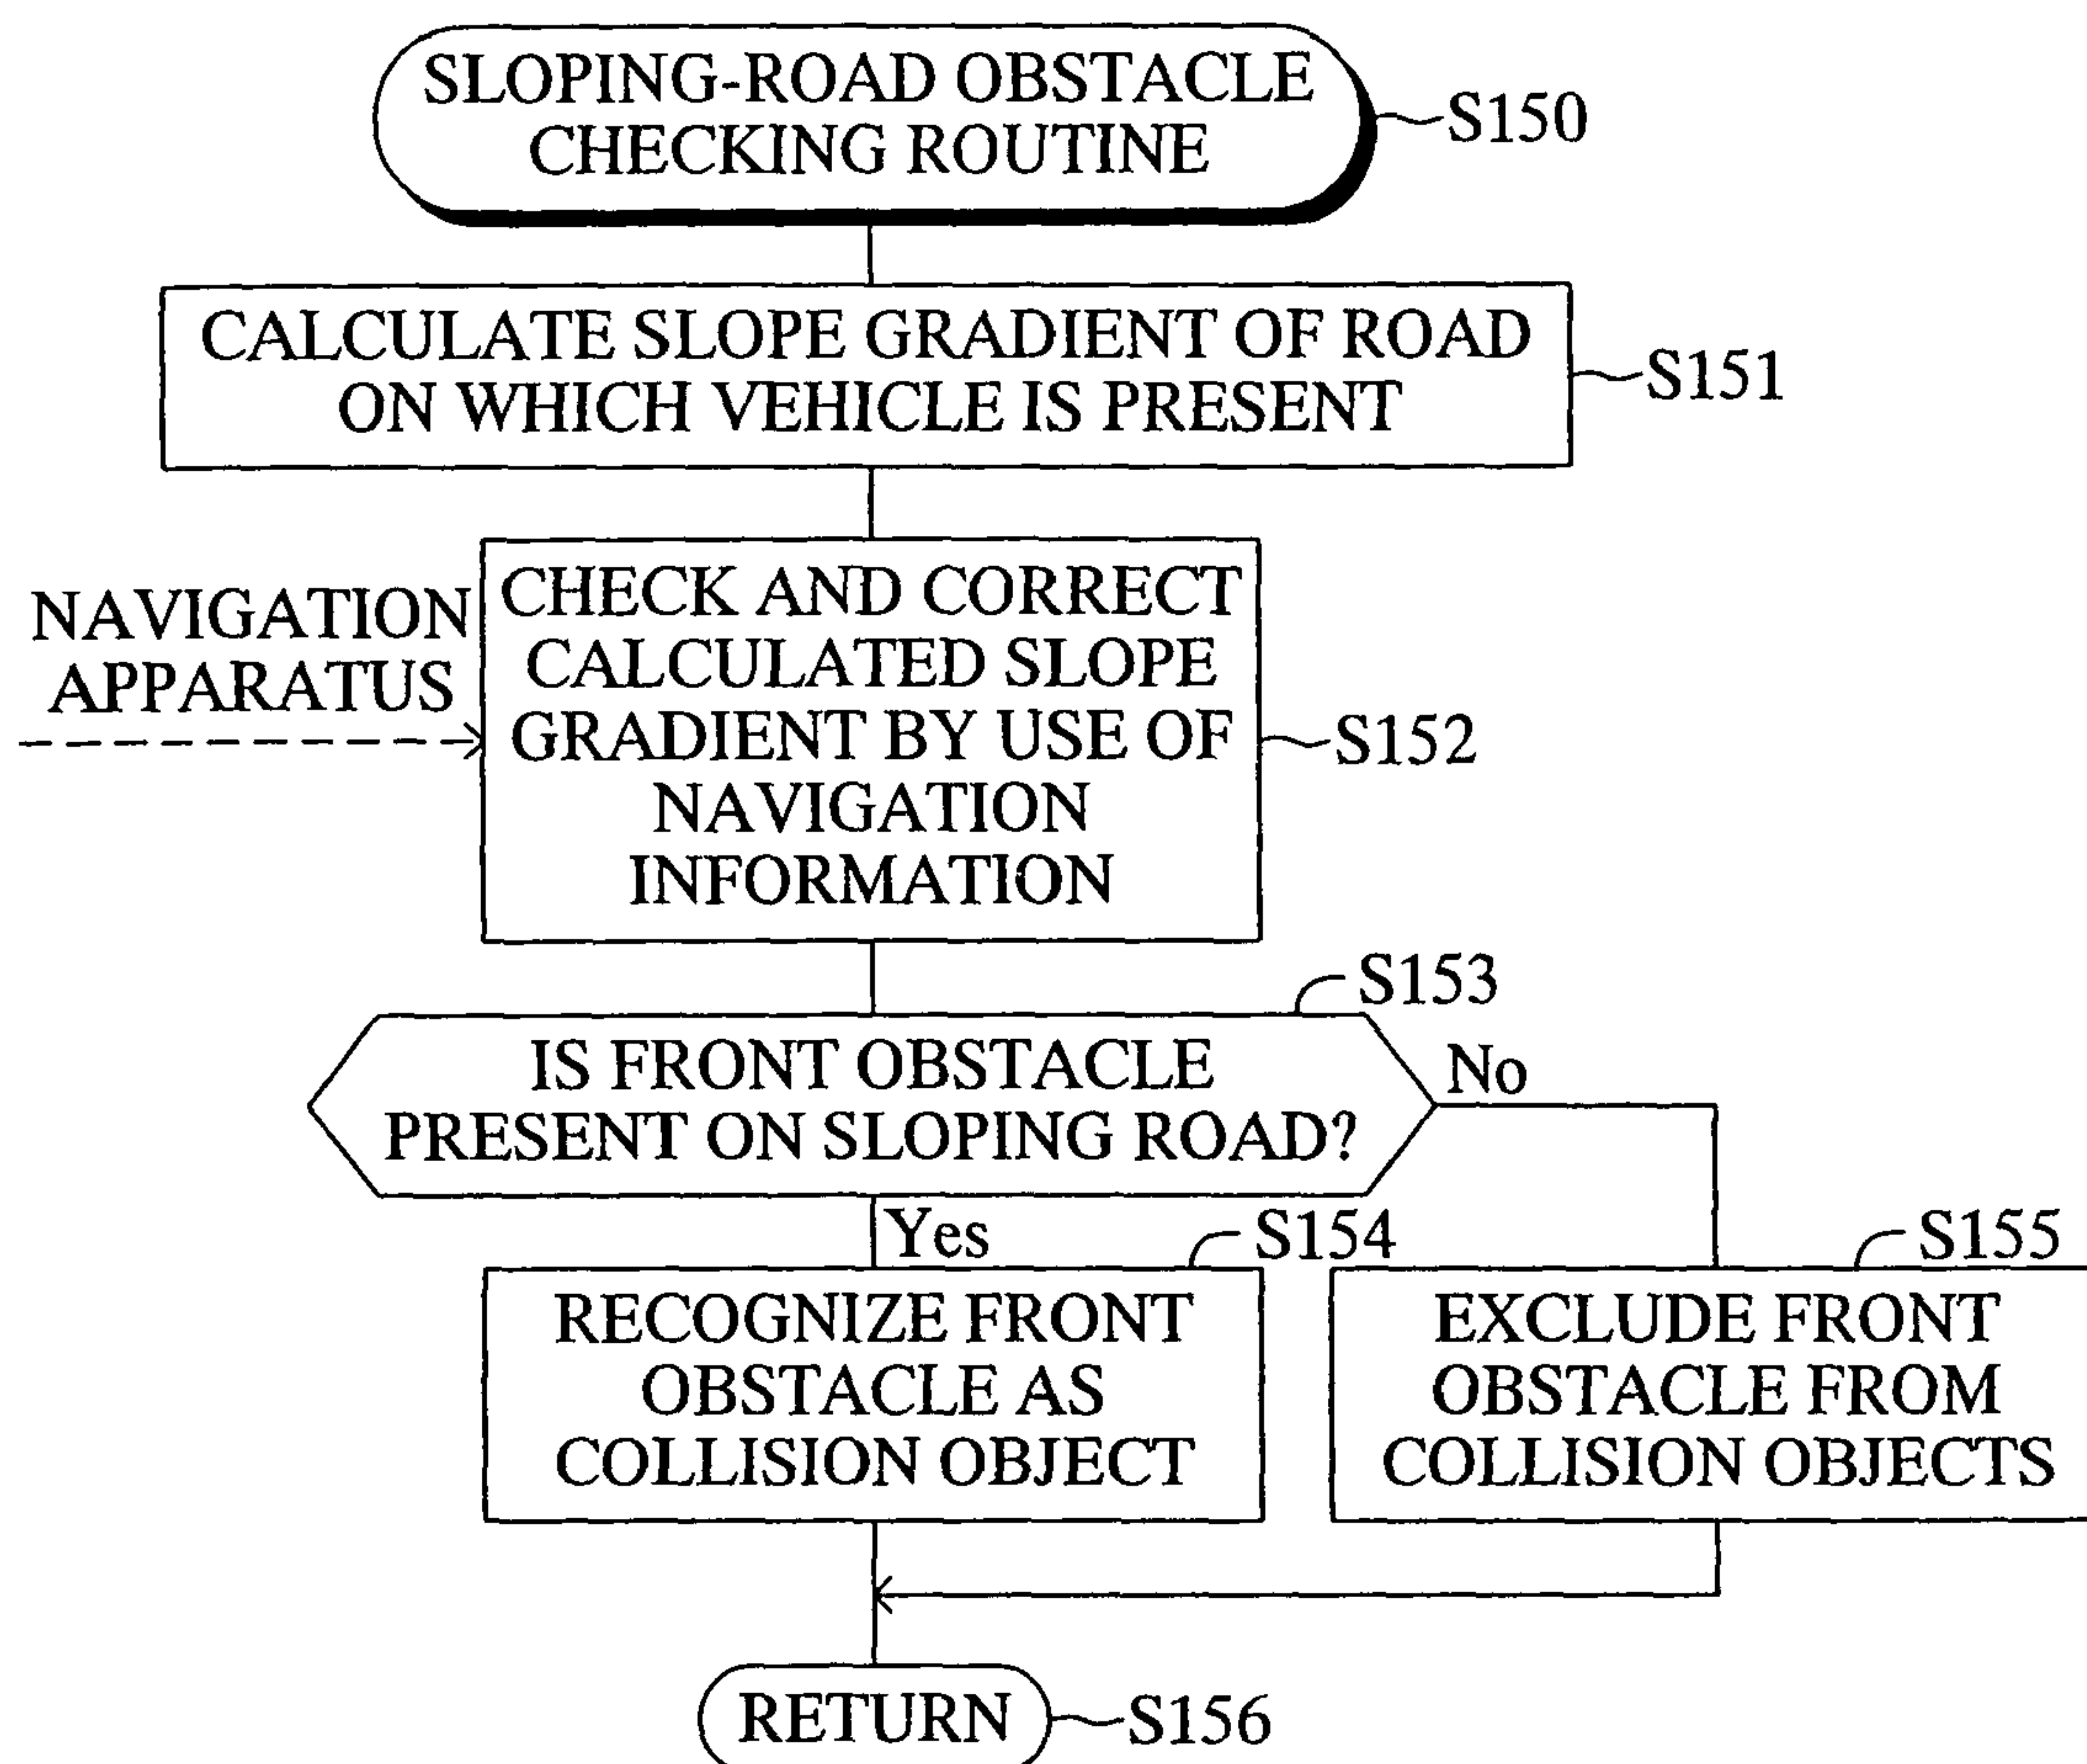 SLOPING-ROAD OBSTACLE
CHECKING ROUTINE
S150
CALCULATE SLOPE GRADIENT OF ROAD
ON WHICH VEHICLE IS PRESENT
S151
NAVIGATION
APPARATUS
CHECK AND CORRECT
CALCULATED SLOPE
GRADIENT BY USE OF
NAVIGATION
INFORMATION
S152
S153
IS FRONT OBSTACLE
PRESENT ON SLOPING ROAD?
No
Yes
S154
RECOGNIZE FRONT
OBSTACLE AS
COLLISION OBJECT
S155
EXCLUDE FRONT
OBSTACLE FROM
COLLISION OBJECTS
RETURN
S156